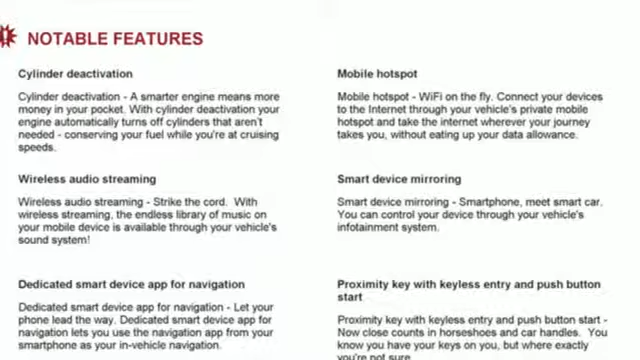 NOTABLE FEATURES
Cylinder deactivation
Cylinder deactivation - A smarter engine means more
money in your pocket. With cylinder deactivation your
engine automatically turns off cylinders that aren't
needed - conserving your fuel while you're at cruising
speeds.
Mobile hotspot
Mobile hotspot - WiFi on the fly. Connect your devices
to the Internet through your vehicle's private mobile
hotspot and take the internet wherever your journey
takes you, without eating up your data allowance.
Wireless audio streaming
Wireless audio streaming - Strike the cord. With
wireless streaming, the endless library of music on
your mobile device is available through your vehicle's
sound system!
Smart device mirroring
Smart device mirroring - Smartphone, meet smart car.
You can control your device through your vehicle's
infotainment system.
Dedicated smart device app for navigation
Dedicated smart device app for navigation - Let your
phone lead the way. Dedicated smart device app for
navigation lets you use the navigation app from your
smartphone as your in-vehicle navigation.
Proximity key with keyless entry and push button
start
Proximity key with keyless entry and push button start -
Now close counts in horseshoes and car handles. You
know you have your keys on you, but where exactly
you're not sure